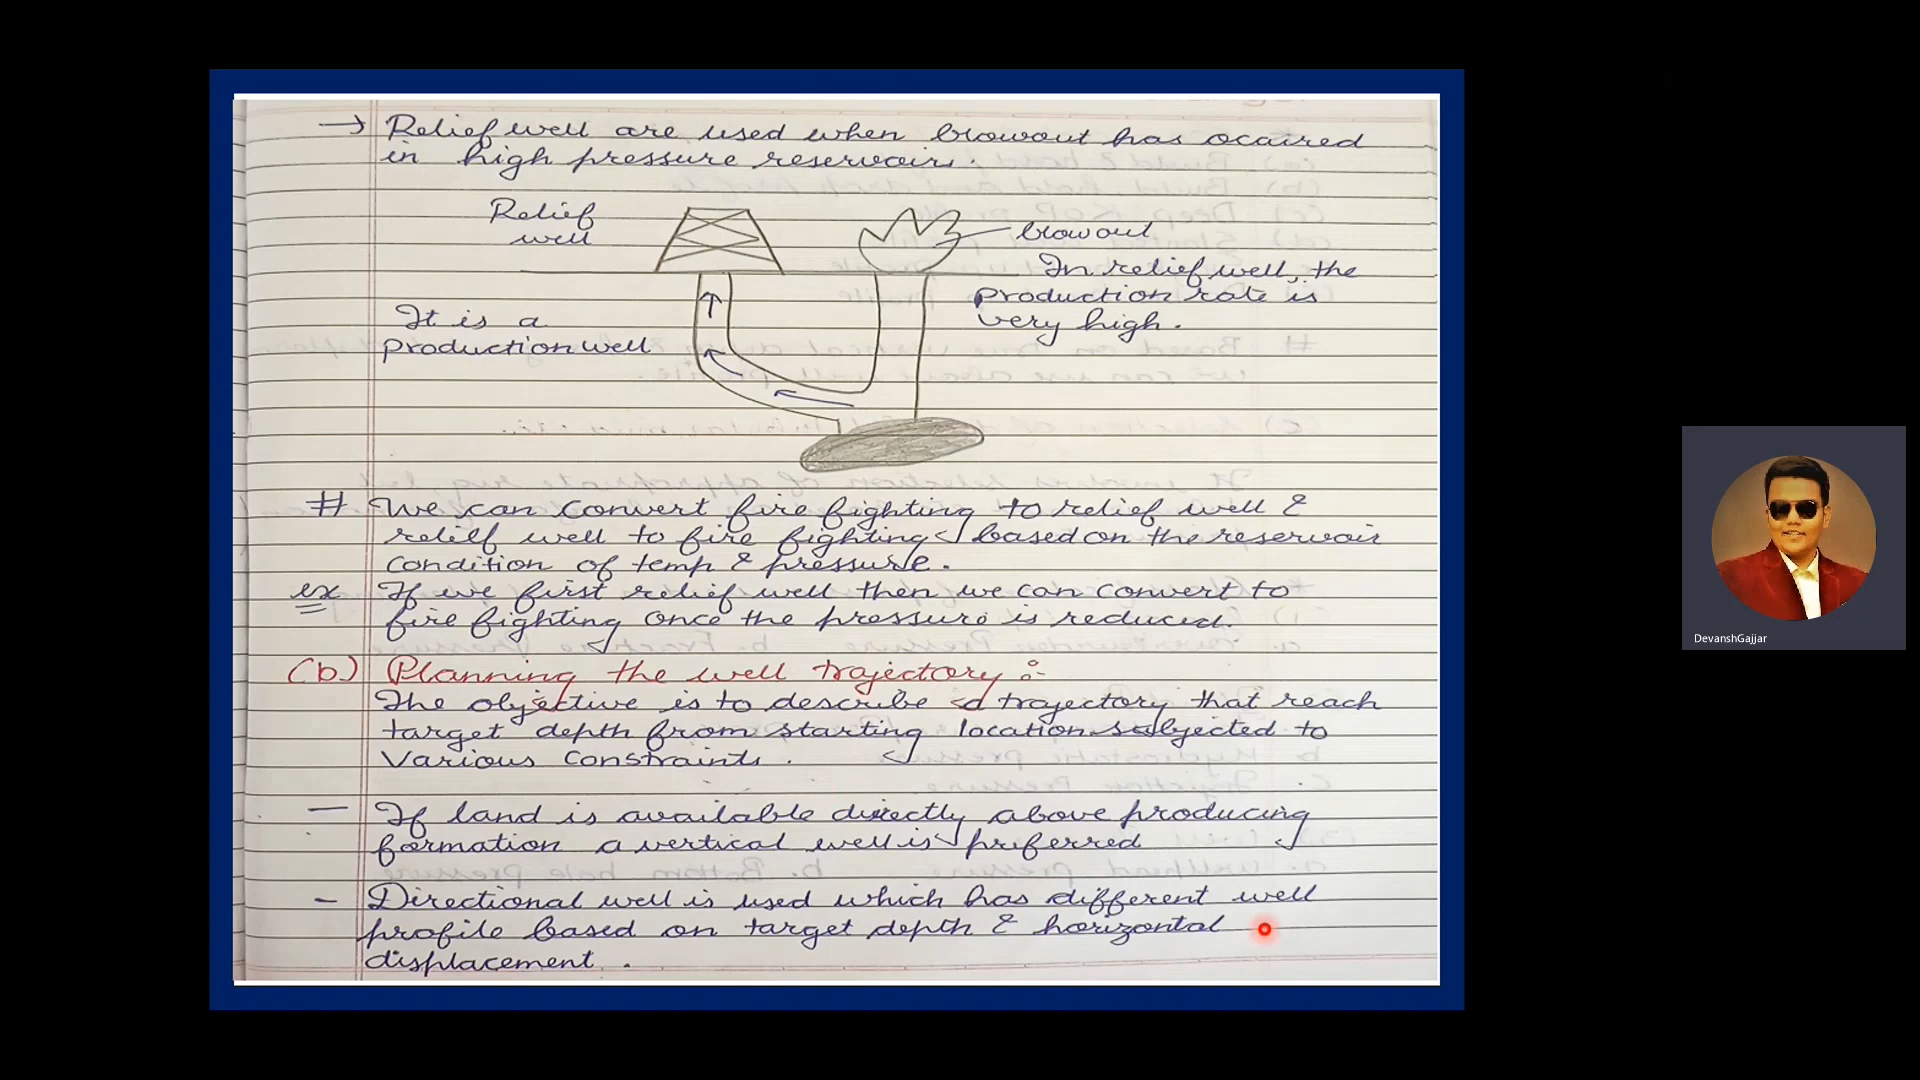 → Relief well are used when blowout has ocaired
in high pressure reservoirs.
Relief
well
blowout
In relief well, the
production rate is
very high.
It is a
production well
# We can convert fire fighting to relief well &
relilf well to fire fighting based on the reservoir
condition of temp & pressure.
ex If we first relief well then we can convert to
fire fighting once the pressure is reduced.
(b) Planning the well trajectory :-
The objective is to describe a trajectory that reach
target depth from starting location subjected to
various constraints.
— If land is available directly above producing
formation a vertical well is preferred
- Directional well is used which has different well
profile based on target depth & horizontal
displacement.
DevanshGajjar